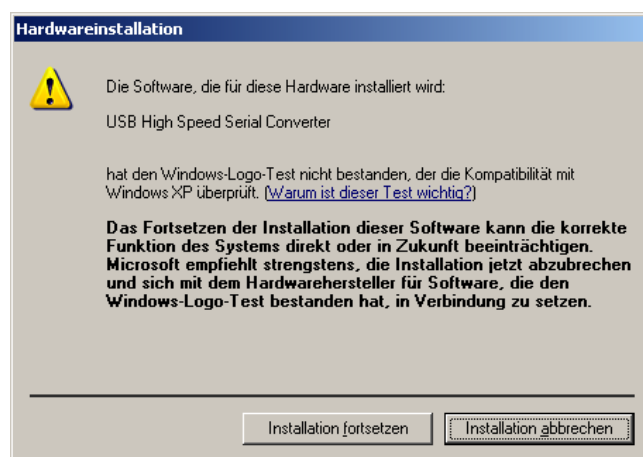 Hardwareinstallation
Die Software, die für diese Hardware installiert wird:
USB High Speed Serial Converter
hat den Windows-Logo-Test nicht bestanden, der die Kompatibilität mit
Windows XP überprüft. (Warum ist dieser Test wichtig?)
Das Fortsetzen der Installation dieser Software kann die korrekte
Funktion des Systems direkt oder in Zukunft beeinträchtigen.
Microsoft empfiehlt strengstens, die Installation jetzt abzubrechen
und sich mit dem Hardwarehersteller für Software, die den
Windows-Logo-Test bestanden hat, in Verbindung zu setzen.
Installation fortsetzen Installation abbrechen